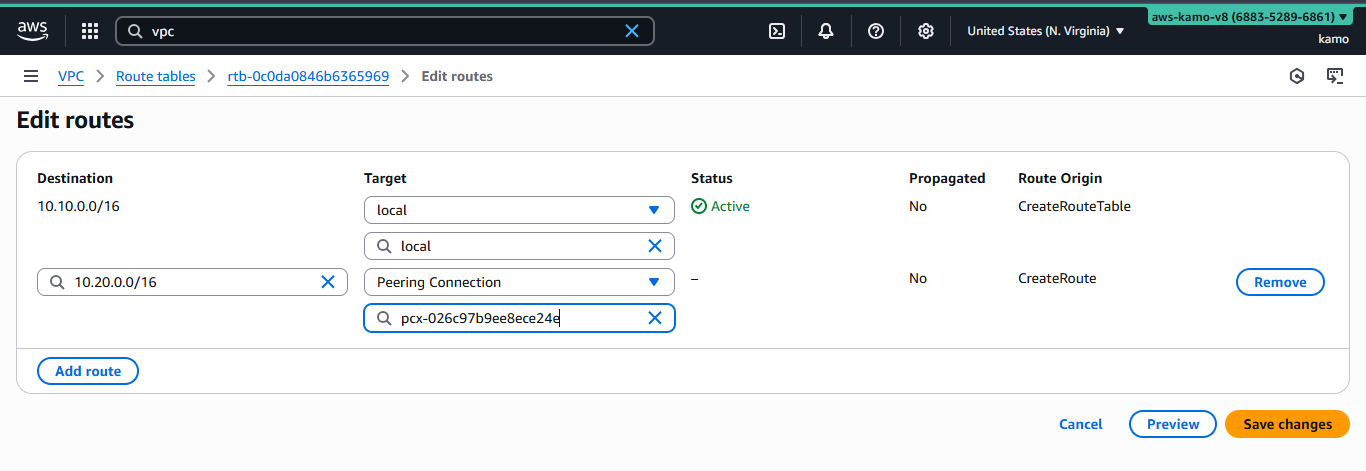 aws
vpc
United States (N. Virginia)
aws-kamo-v8 (6883-5289-6861)
kamo
VPC
Route tables
rtb-0c0da0846b6365969
Edit routes
Edit routes
Destination Target Status Propagated Route Origin
10.10.0.0/16 local Active No CreateRouteTable
local
10.20.0.0/16 Peering Connection – No CreateRoute Remove
pcx-026c97b9ee8ece24e
Add route
Cancel Preview Save changes